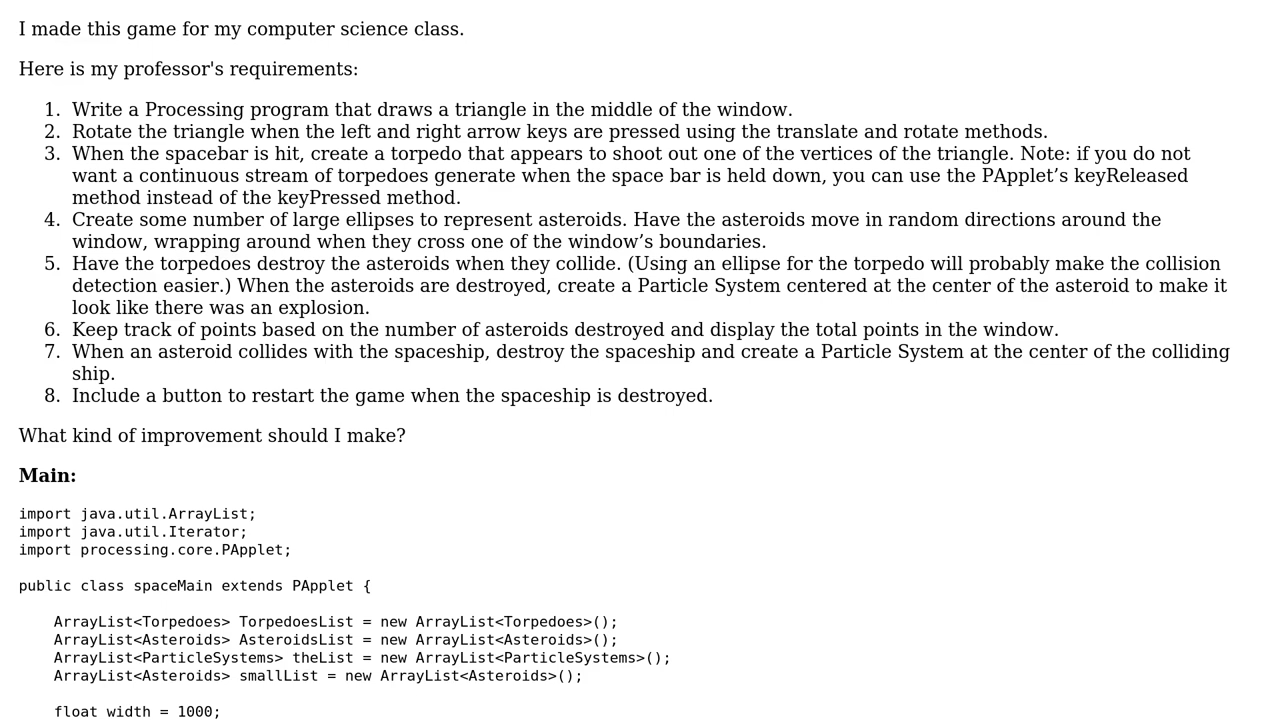 I made this game for my computer science class.
Here is my professor's requirements:
1. Write a Processing program that draws a triangle in the middle of the window.
2. Rotate the triangle when the left and right arrow keys are pressed using the translate and rotate methods.
3. When the spacebar is hit, create a torpedo that appears to shoot out one of the vertices of the triangle. Note: if you do not
want a continuous stream of torpedoes generate when the space bar is held down, you can use the PApplet’s keyReleased
method instead of the keyPressed method.
4. Create some number of large ellipses to represent asteroids. Have the asteroids move in random directions around the
window, wrapping around when they cross one of the window’s boundaries.
5. Have the torpedoes destroy the asteroids when they collide. (Using an ellipse for the torpedo will probably make the collision
detection easier.) When the asteroids are destroyed, create a Particle System centered at the center of the asteroid to make it
look like there was an explosion.
6. Keep track of points based on the number of asteroids destroyed and display the total points in the window.
7. When an asteroid collides with the spaceship, destroy the spaceship and create a Particle System at the center of the colliding
ship.
8. Include a button to restart the game when the spaceship is destroyed.
What kind of improvement should I make?
Main:
import java.util.ArrayList;
import java.util.Iterator;
import processing.core.PApplet;
public class spaceMain extends PApplet {
    ArrayList<Torpedoes> TorpedoesList = new ArrayList<Torpedoes>();
    ArrayList<Asteroids> AsteroidsList = new ArrayList<Asteroids>();
    ArrayList<ParticleSystems> theList = new ArrayList<ParticleSystems>();
    ArrayList<Asteroids> smallList = new ArrayList<Asteroids>();
    float width = 1000;